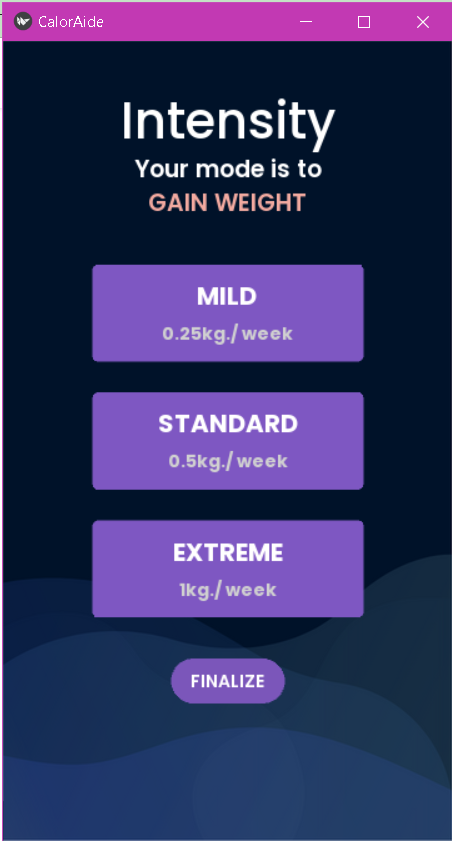 CalorAide
Intensity
Your mode is to
GAIN WEIGHT
MILD
0.25kg./ week
STANDARD
0.5kg./ week
EXTREME
1kg./ week
FINALIZE